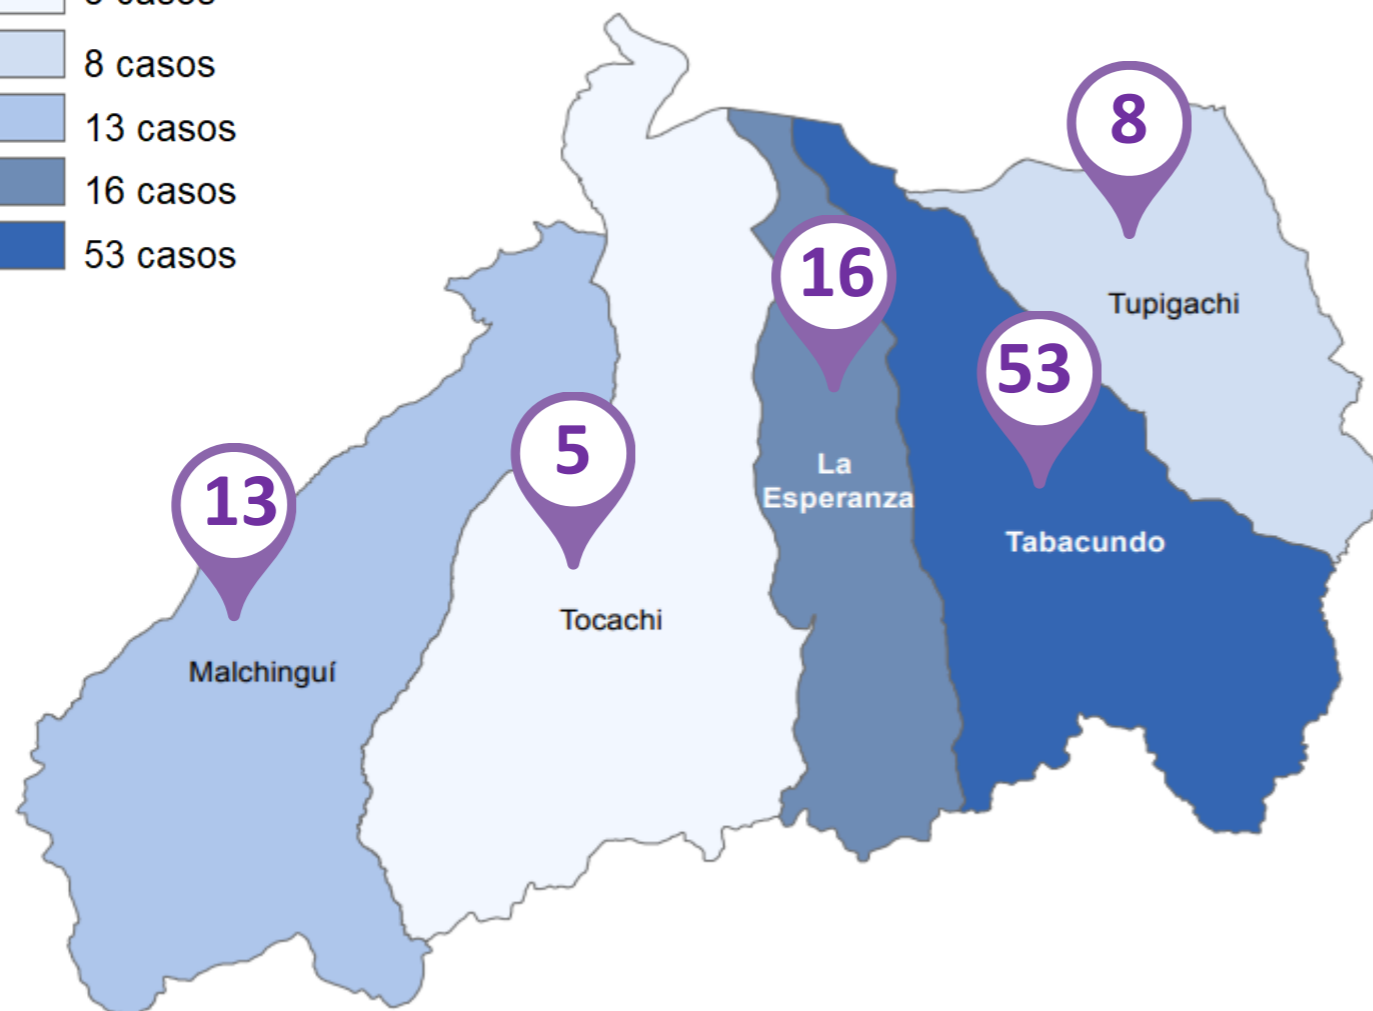 casos
8 casos
13 casos
16 casos
53 casos
8
16
Tupigachi
53
5
La
Esperanza
13
Tabacundo
Tocachi
Malchinguí